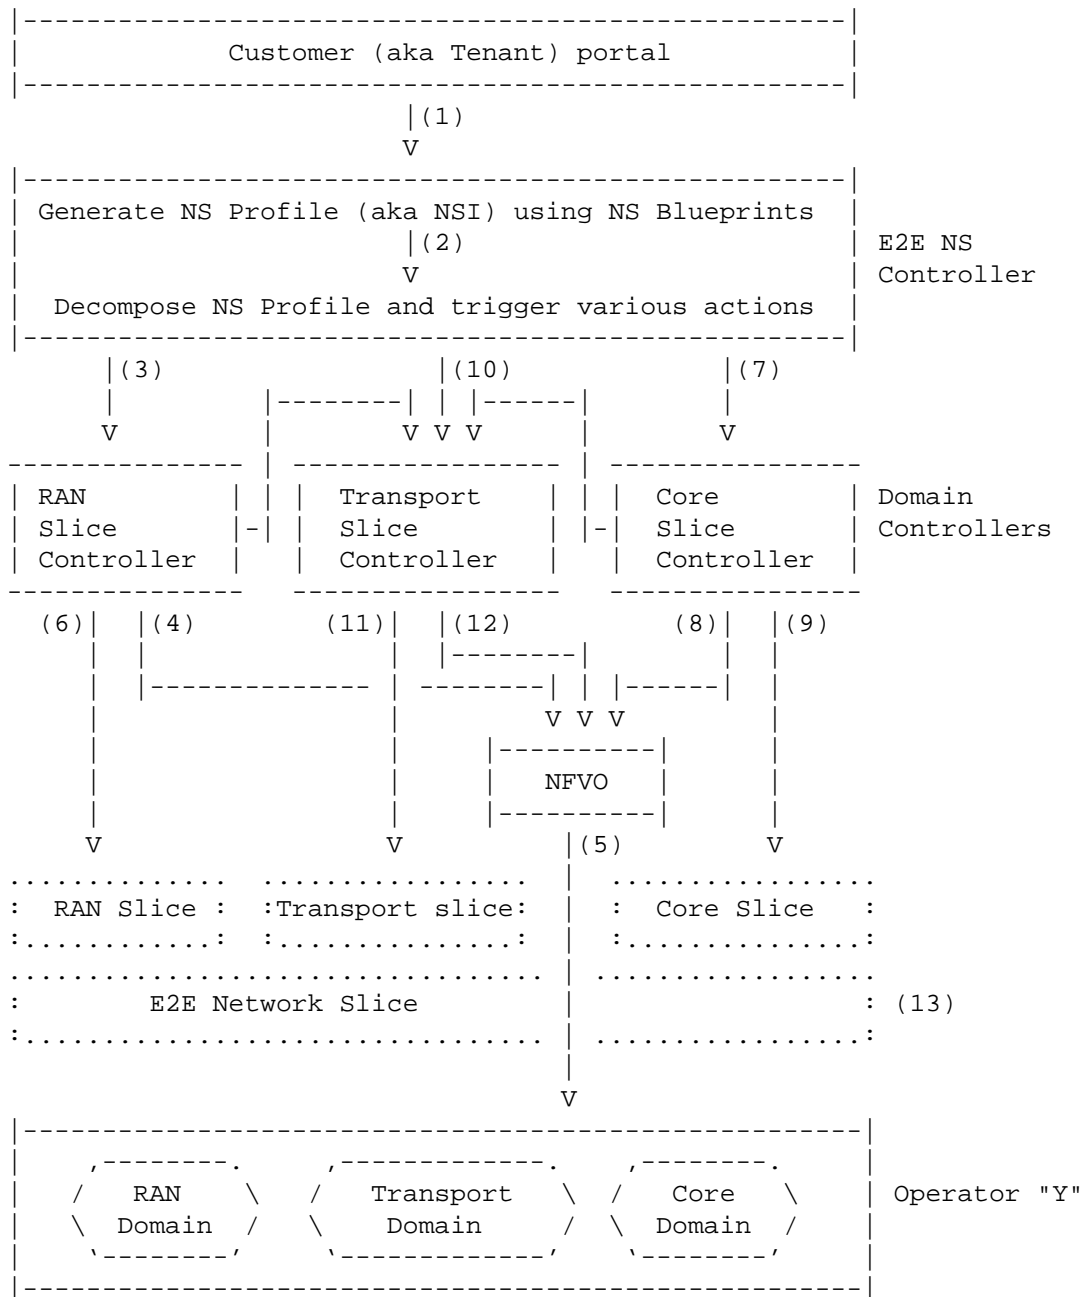 Customer (aka Tenant) portal
(1)
V
Generate NS Profile (aka NSI) using NS Blueprints
(2) E2E NS
V Controller
Decompose NS Profile and trigger various actions
(3) (10) (7)
V V V V V
RAN Transport Core Domain
Slice Slice Slice Controllers
Controller Controller Controller
(6) (4) (11) (12) (8) (9)
V V V
NFVO
V V (5) V
RAN Slice Transport slice Core Slice
E2E Network Slice (13)
V
RAN Transport Core Operator "Y"
Domain Domain Domain